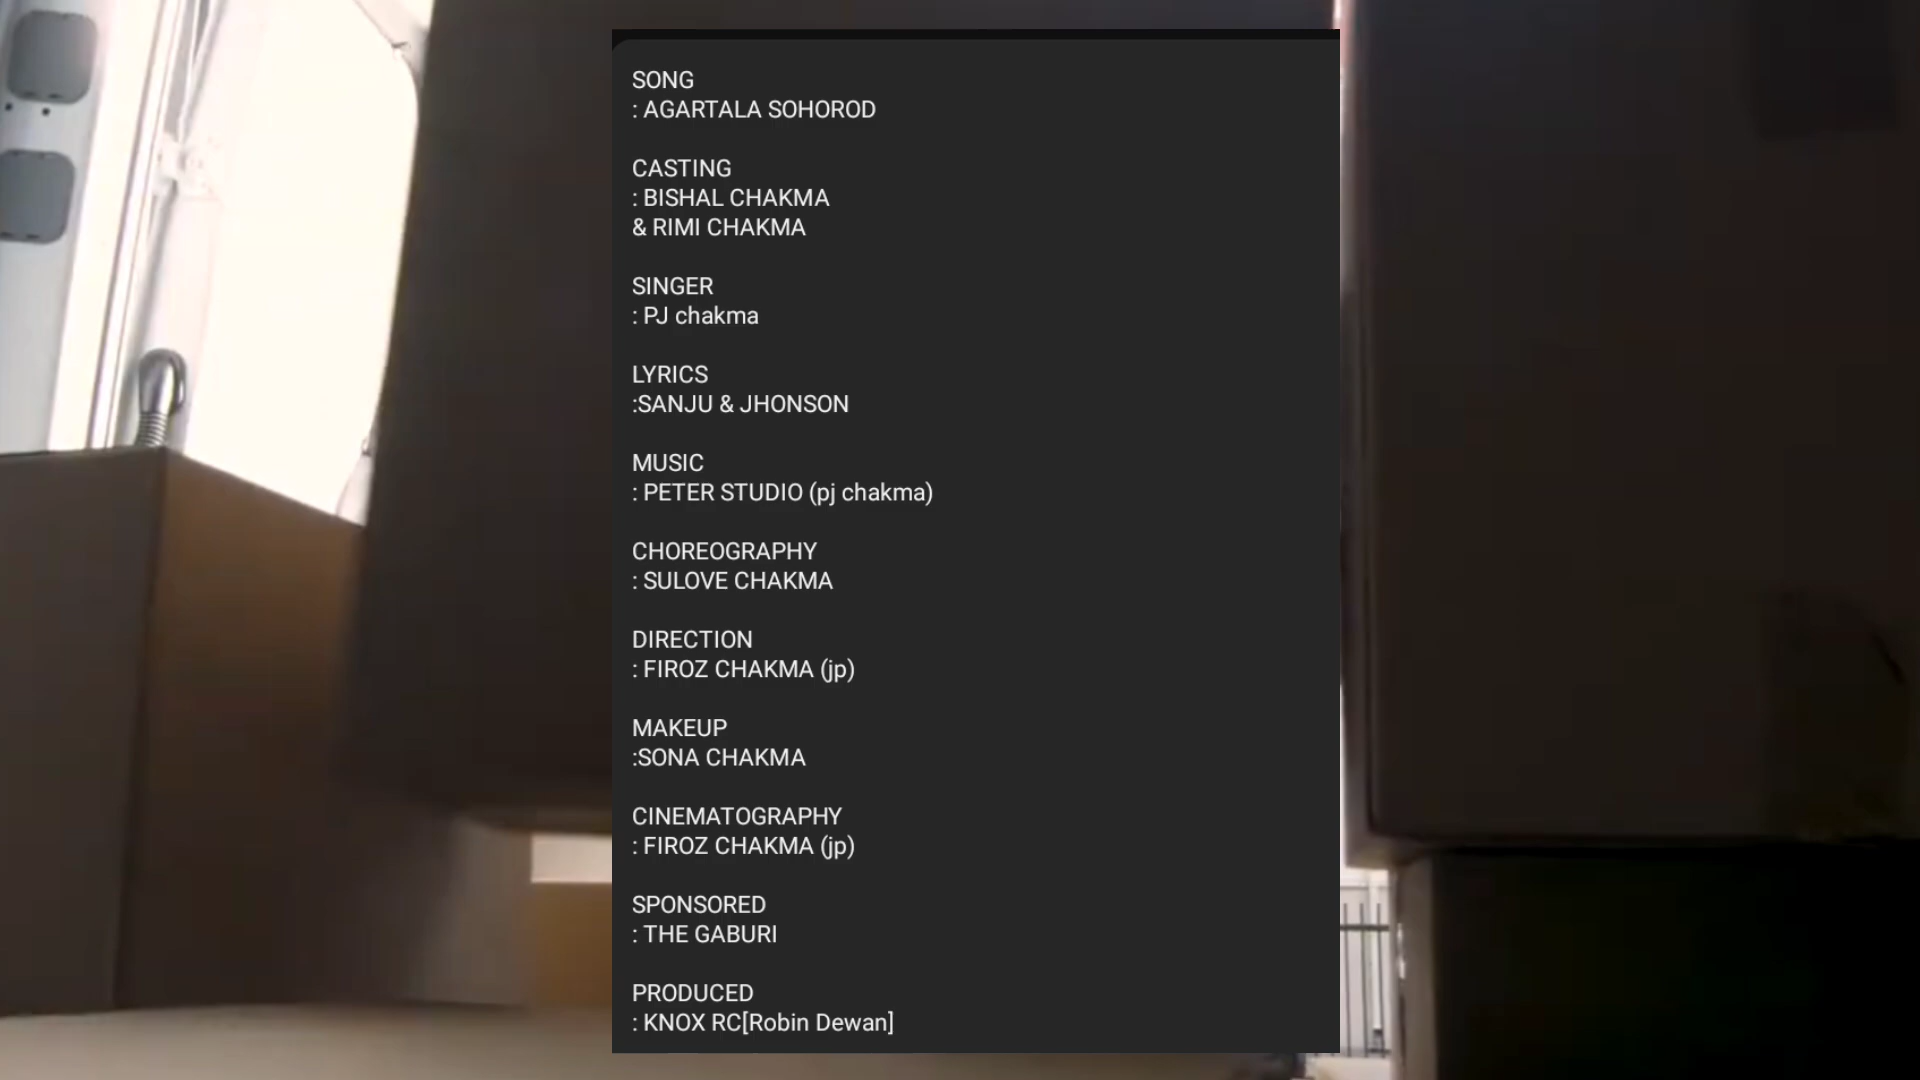 SONG
: AGARTALA SOHOROD
CASTING
: BISHAL CHAKMA
& RIMI CHAKMA
SINGER
: PJ chakma
LYRICS
:SANJU & JHONSON
MUSIC
: PETER STUDIO (pj chakma)
CHOREOGRAPHY
: SULOVE CHAKMA
DIRECTION
: FIROZ CHAKMA (jp)
MAKEUP
:SONA CHAKMA
CINEMATOGRAPHY
: FIROZ CHAKMA (jp)
SPONSORED
: THE GABURI
PRODUCED
: KNOX RC[Robin Dewan]